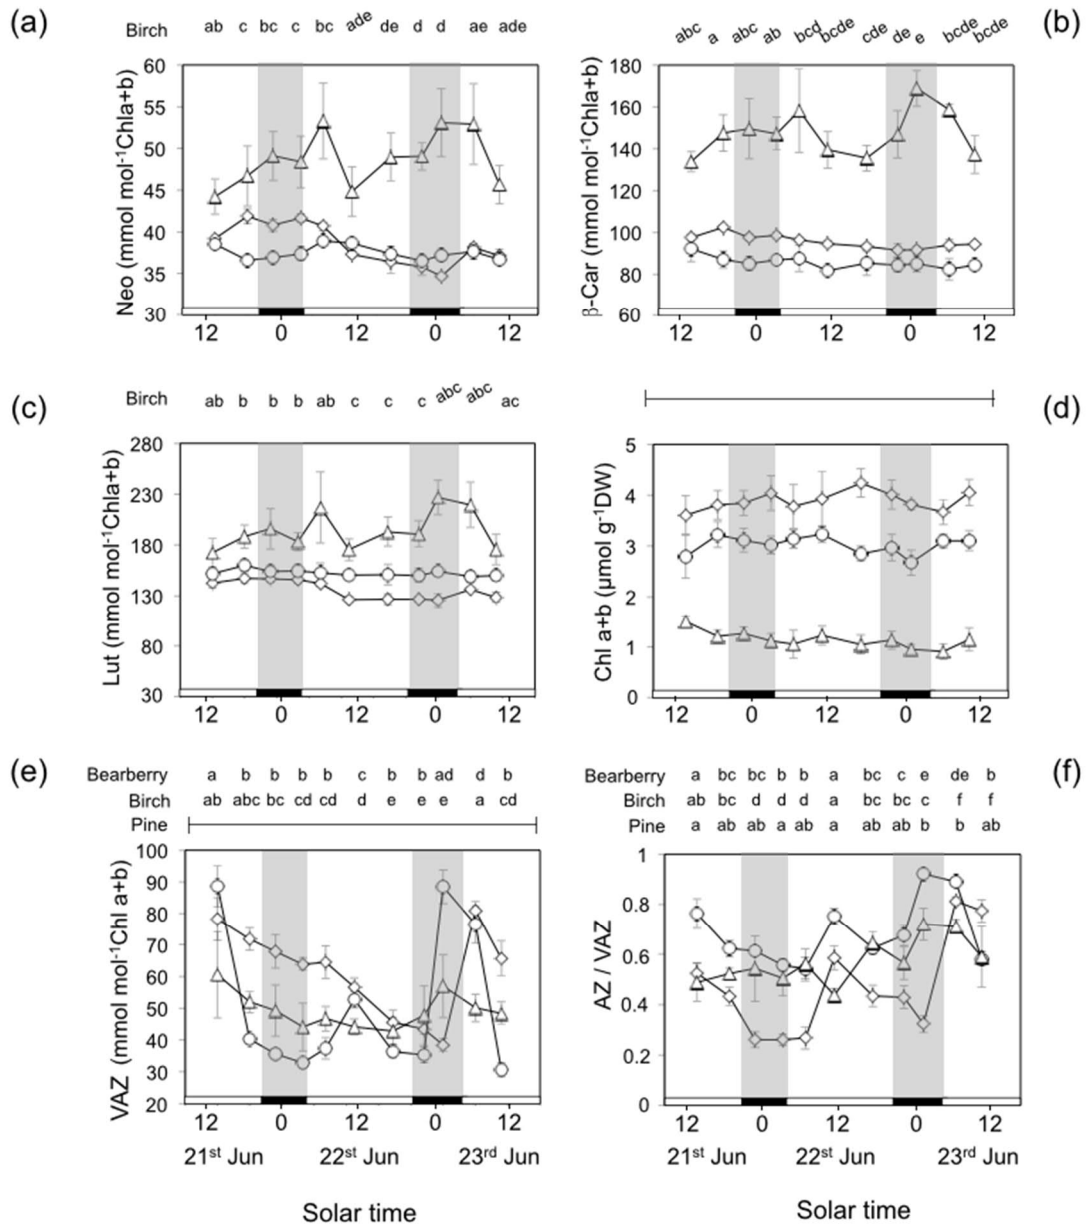 (a)
Birch ab c bc c bc ade de d d ae ade
60
55
50
45
40
35
30
Neo (mmol mol-1Chla+b)
12 0 12 0 12
(b)
abc a abc ab bcd bcde cde de e bcde bcde
180
160
140
120
100
80
60
β-Car (mmol mol-1Chla+b)
12 0 12 0 12
(c)
Birch ab b b b ab c c c abc abc ac
280
230
180
130
80
30
Lut (mmol mol-1Chla+b)
12 0 12 0 12
(d)
5
4
3
2
1
0
Chl a+b (µmol g-1DW)
12 0 12 0 12
(e)
Bearberry a b b b b c b b ad d b
Birch ab abc bc cd cd d e e e a cd
Pine
100
90
80
70
60
50
40
30
20
VAZ (mmol mol-1Chl a+b)
12 0 12 0 12
21st Jun 22st Jun 23rd Jun
Solar time
(f)
Bearberry a bc bc b b a bc c e de b
Birch ab bc d d d a bc bc c f f
Pine a ab ab a ab a ab ab b b ab
1
0.8
0.6
0.4
0.2
0
AZ / VAZ
12 0 12 0 12
21st Jun 22st Jun 23rd Jun
Solar time